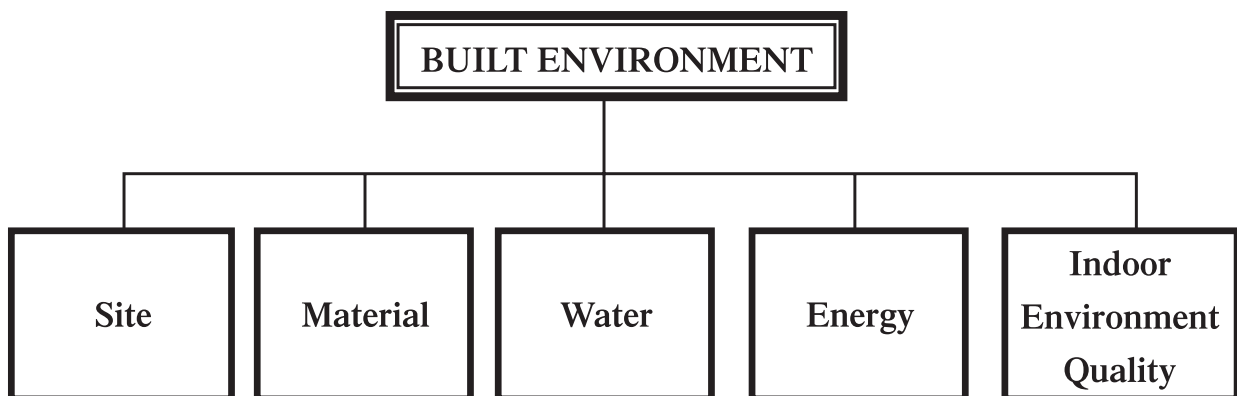 BUILT ENVIRONMENT
Site
Material
Water
Energy
Indoor
Environment
Quality